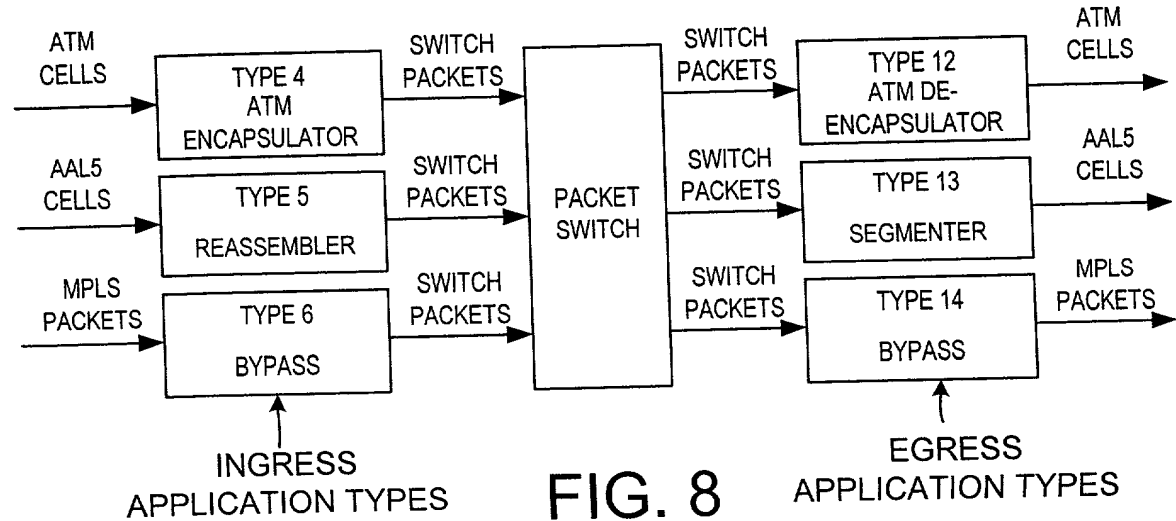 ATM
CELLS
TYPE 4
ATM
ENCAPSULATOR
SWITCH
PACKETS
AAL5
CELLS
TYPE 5
REASSEMBLER
SWITCH
PACKETS
MPLS
PACKETS
TYPE 6
BYPASS
SWITCH
PACKETS
PACKET
SWITCH
SWITCH
PACKETS
TYPE 12
ATM DE-
ENCAPSULATOR
ATM
CELLS
SWITCH
PACKETS
TYPE 13
SEGMENTER
AAL5
CELLS
SWITCH
PACKETS
TYPE 14
BYPASS
MPLS
PACKETS
INGRESS
APPLICATION TYPES
EGRESS
APPLICATION TYPES
FIG. 8